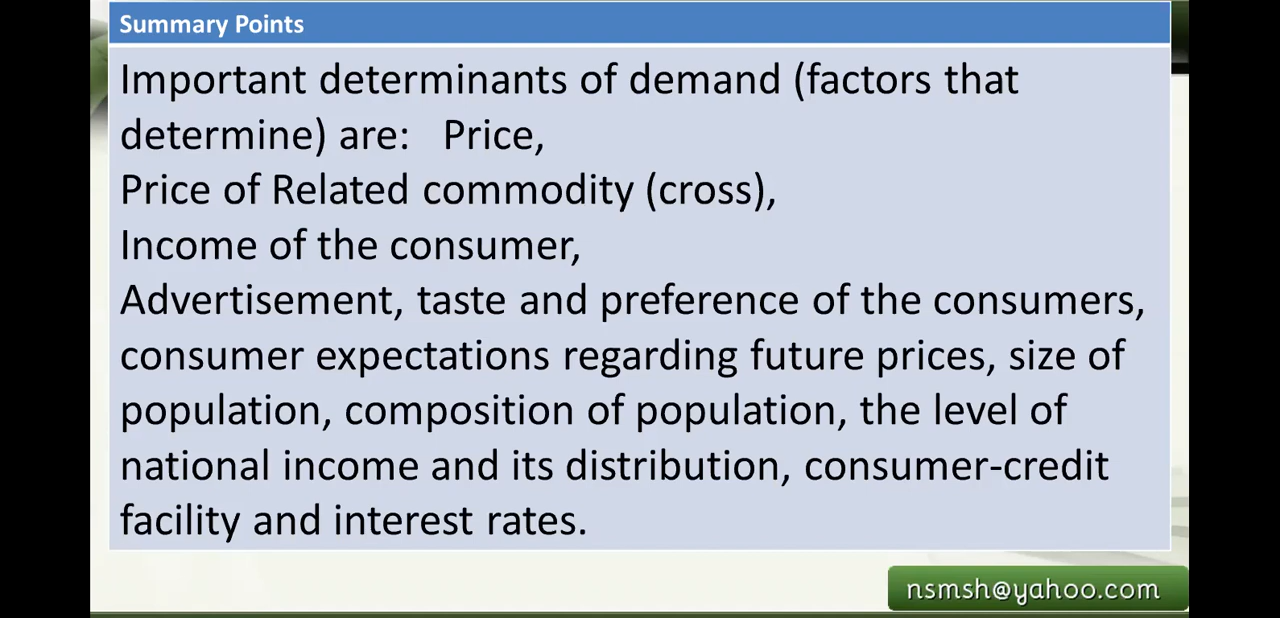 Summary Points
Important determinants of demand (factors that
determine) are:   Price,
Price of Related commodity (cross),
Income of the consumer,
Advertisement, taste and preference of the consumers,
consumer expectations regarding future prices, size of
population, composition of population, the level of
national income and its distribution, consumer-credit
facility and interest rates.
nsmsh@yahoo.com